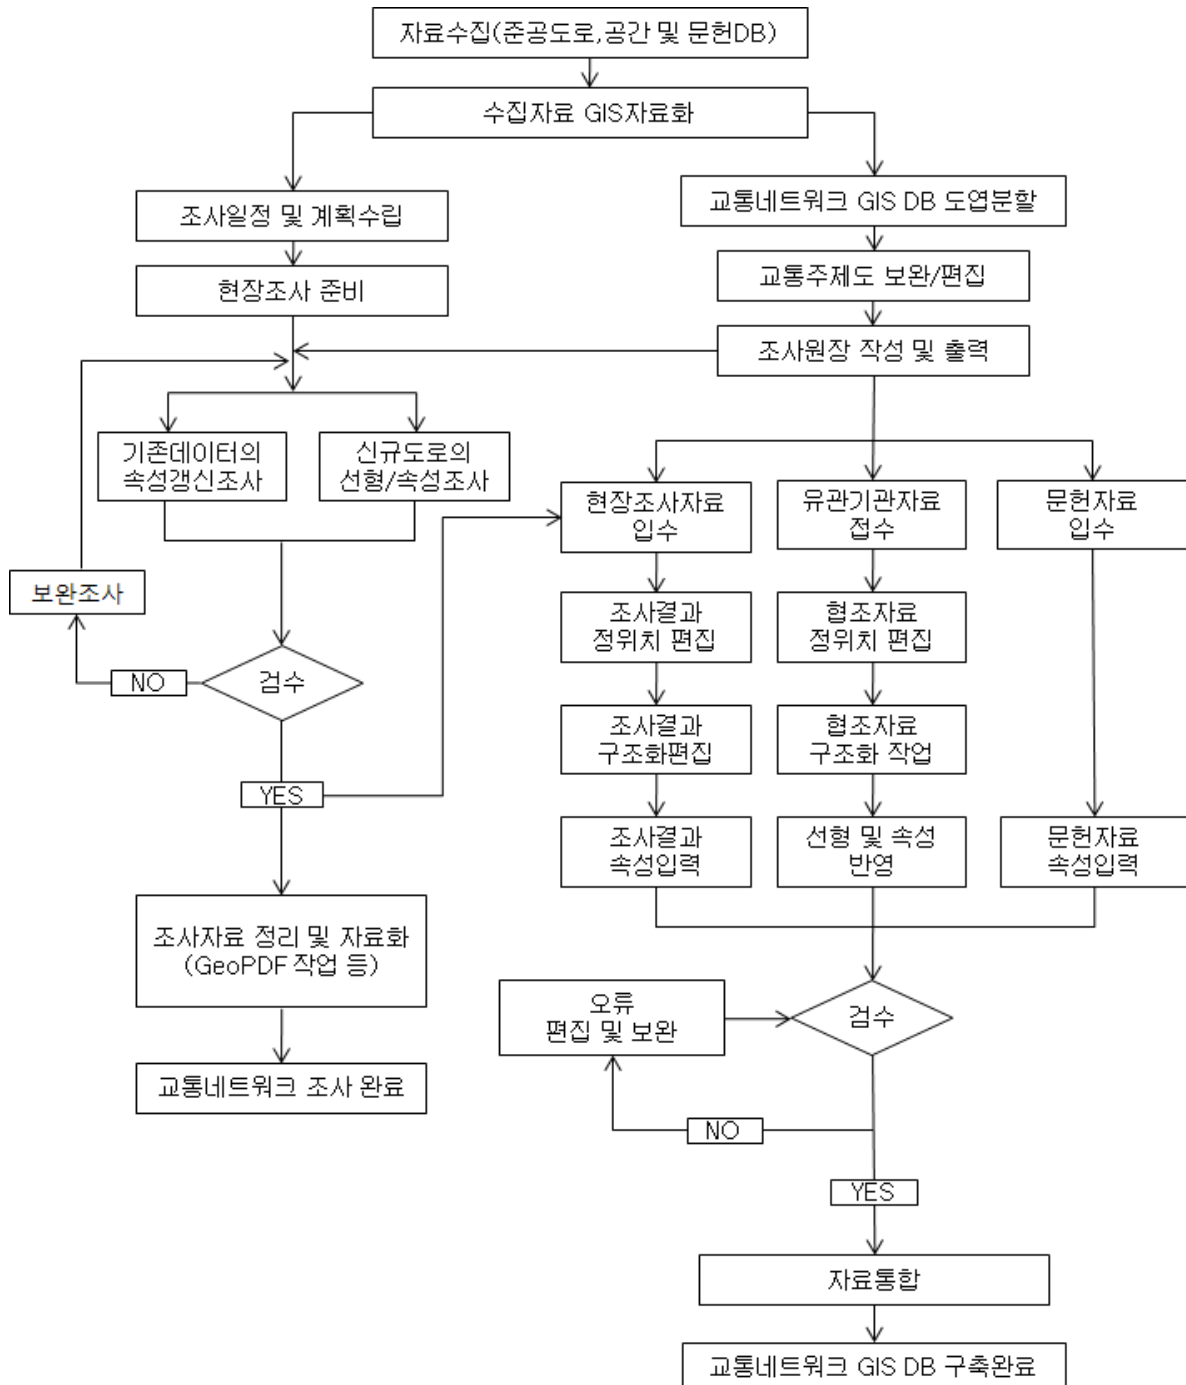 자료수집(준공도로,공간 및 문헌DB)
수집자료 GIS자료화
조사일정 및 계획수립
교통네트워크 GIS DB 도엽분할
현장조사 준비
교통주제도 보완/편집
조사원장 작성 및 출력
기존데이터의
속성갱신조사
신규도로의
선형/속성조사
현장조사자료
입수
유관기관자료
접수
문헌자료
입수
보완조사
조사결과
정위치 편집
협조자료
정위치 편집
NO
검수
조사결과
구조화편집
협조자료
구조화 작업
YES
조사결과
속성입력
선형 및 속성
반영
문헌자료
속성입력
조사자료 정리 및 자료화
(GeoPDF 작업 등)
오류
편집 및 보완
검수
교통네트워크 조사 완료
NO
YES
자료통합
교통네트워크 GIS DB 구축완료